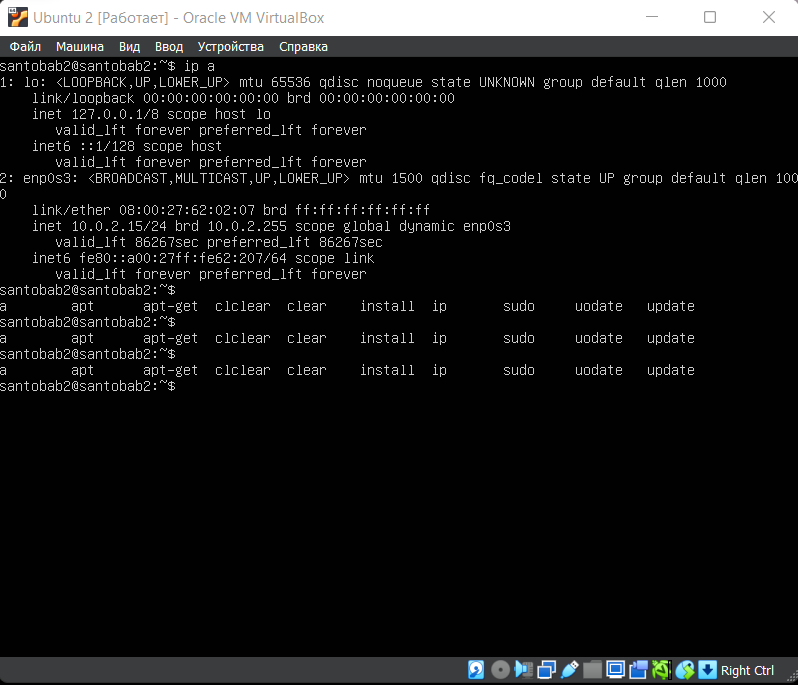 Ubuntu 2 [Работает] - Oracle VM VirtualBox
Файл Машина Вид Ввод Устройства Справка
santobab2@santobab2:~$ ip a
1: lo: <LOOPBACK,UP,LOWER_UP> mtu 65536 qdisc noqueue state UNKNOWN group default qlen 1000
link/loopback 00:00:00:00:00:00 brd 00:00:00:00:00:00
inet 127.0.0.1/8 scope host lo
valid_lft forever preferred_lft forever
inet6 ::1/128 scope host
valid_lft forever preferred_lft forever
2: enp0s3: <BROADCAST,MULTICAST,UP,LOWER_UP> mtu 1500 qdisc fq_codel state UP group default qlen 100
0
link/ether 08:00:27:62:02:07 brd ff:ff:ff:ff:ff:ff
inet 10.0.2.15/24 brd 10.0.2.255 scope global dynamic enp0s3
valid_lft 86267sec preferred_lft 86267sec
inet6 fe80::a00:27ff:fe62:207/64 scope link
valid_lft forever preferred_lft forever
santobab2@santobab2:~$
a apt apt-get clclear clear install ip sudo uodate update
santobab2@santobab2:~$
a apt apt-get clclear clear install ip sudo uodate update
santobab2@santobab2:~$
a apt apt-get clclear clear install ip sudo uodate update
santobab2@santobab2:~$
Right Ctrl